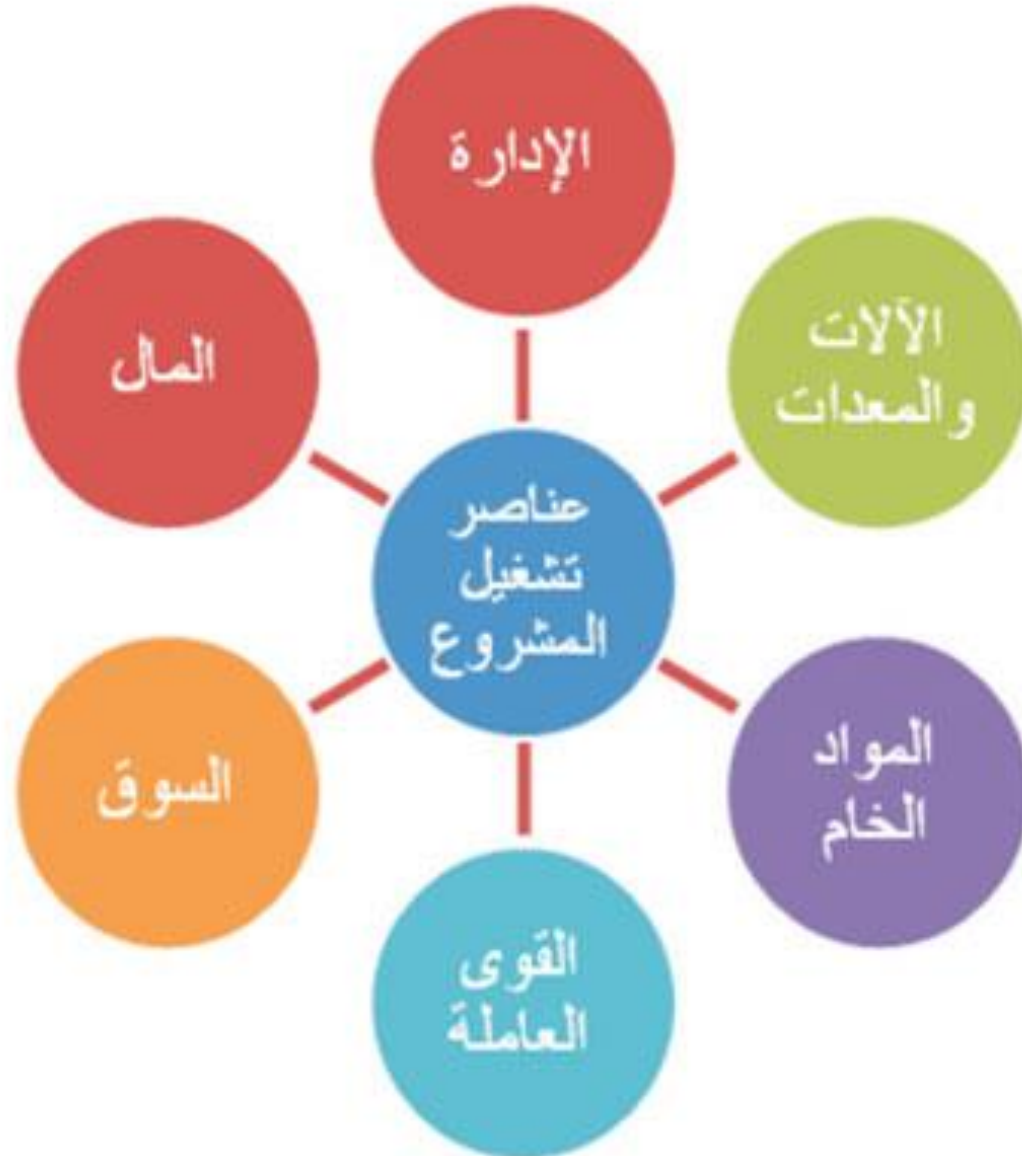 الإدارة
الآلات
والمعدات
المال
عناصر
تشغيل
المشروع
المواد
الخام
السوق
القوى
العاملة